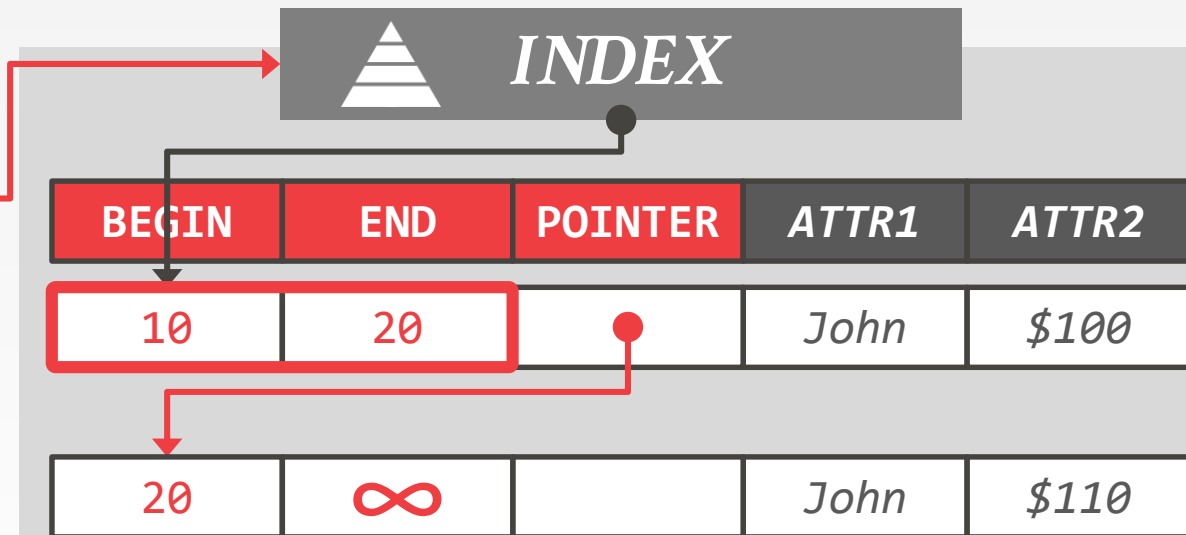 INDEX
BEGIN END POINTER ATTR1 ATTR2
10 20 John $100
20 ∞ John $110